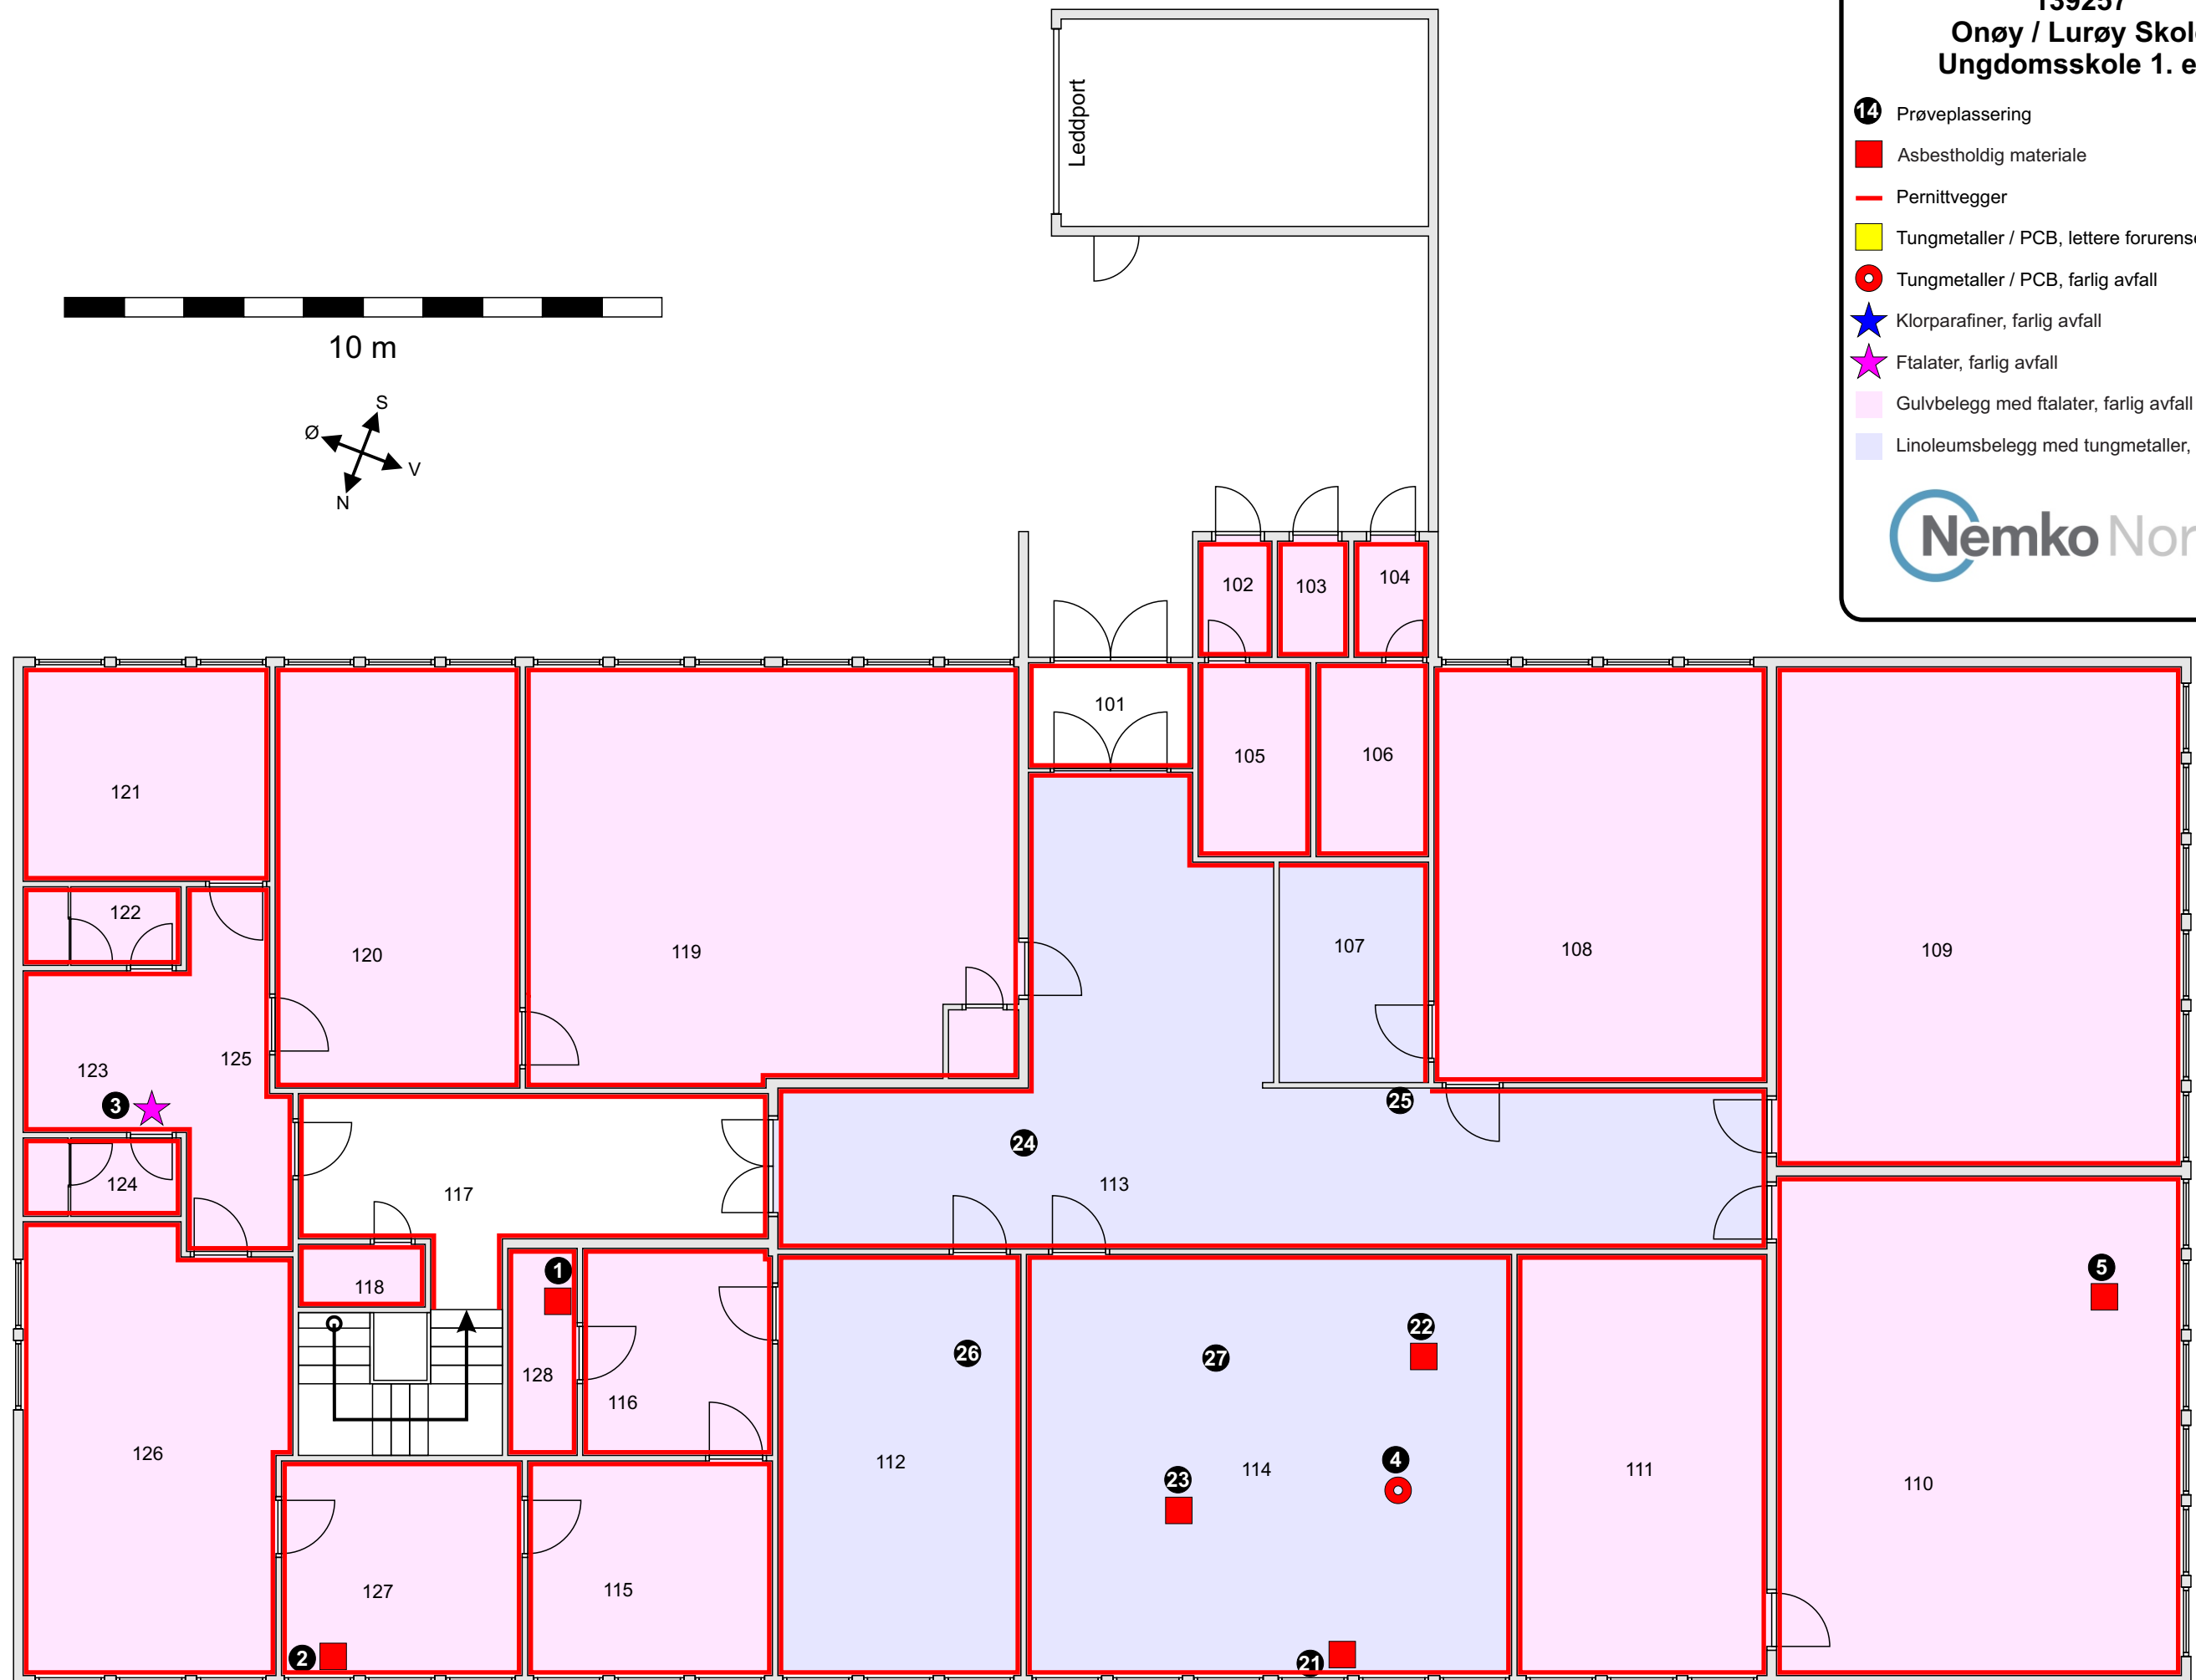 139257
Onøy / Lurøy Skol
Ungdomsskole 1. e
14 Prøveplassering
Asbestholdig materiale
Pernittvegger
Tungmetaller / PCB, lettere forurens
Tungmetaller / PCB, farlig avfall
Klorparafiner, farlig avfall
Ftalater, farlig avfall
Gulvbelegg med ftalater, farlig avfall
Linoleumsbelegg med tungmetaller,
Nemko Nor
Leddport
10 m
S
Ø
V
N
102
103
104
101
105
106
121
122
120
119
107
108
109
123
125
3
25
24
113
124
117
118
1
5
22
26
27
128
116
126
112
23
114
4
111
110
127
115
2
21